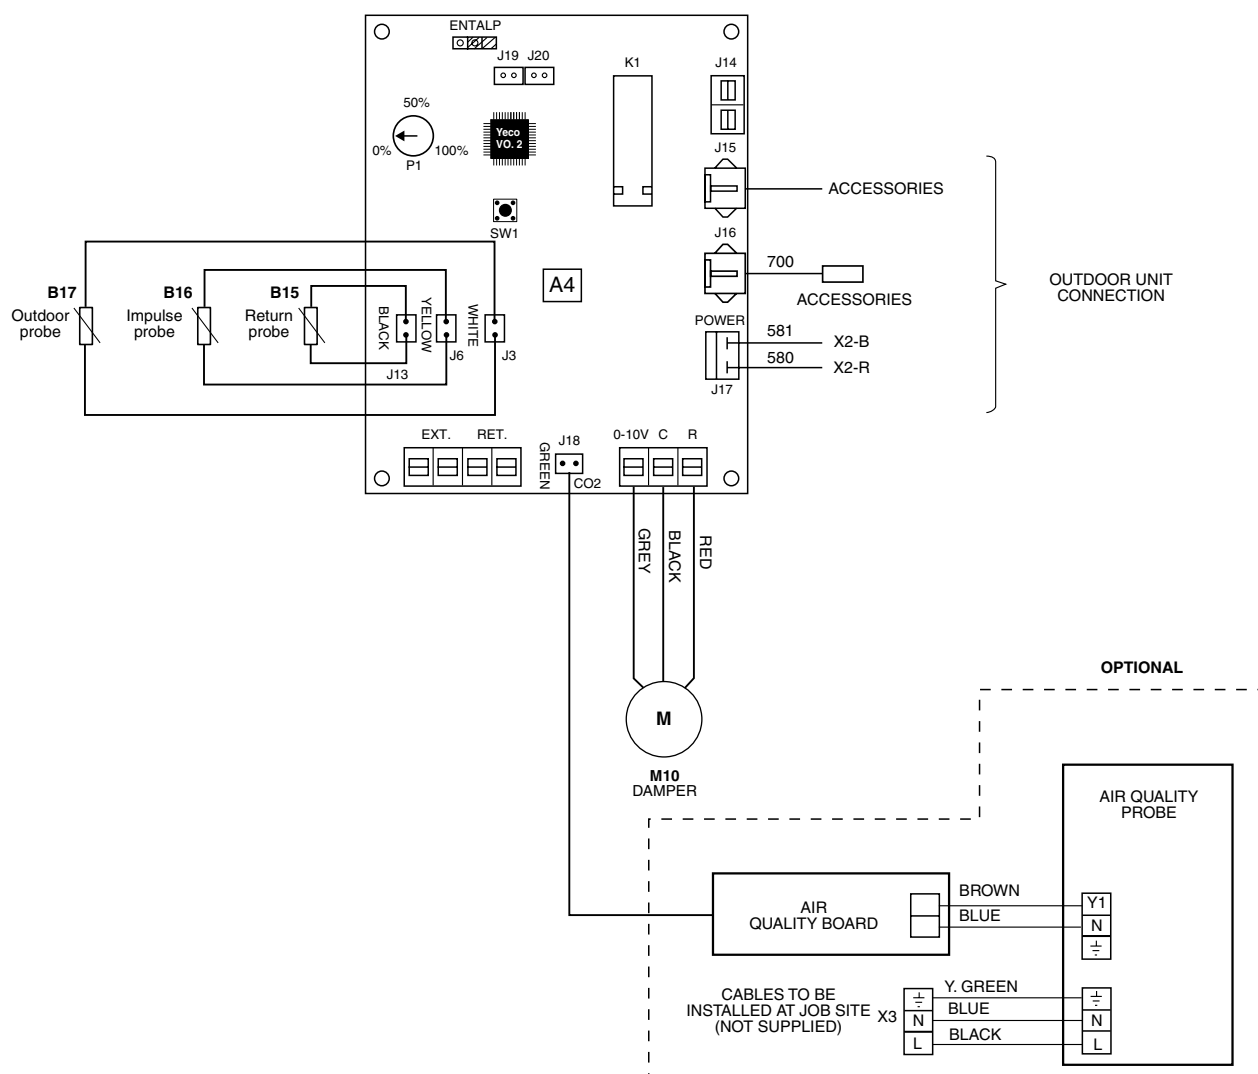 ENTALP
J19 J20
K1
J14
50%
0%
100%
P1
Yeco
VO. 2
SW1
J15
ACCESSORIES
J16
700
ACCESSORIES
OUTDOOR UNIT
CONNECTION
A4
B17
Outdoor
probe
B16
Impulse
probe
B15
Return
probe
BLACK
J13
YELLOW
J6
WHITE
J3
POWER
581
X2-B
580
X2-R
J17
EXT.
RET.
GREEN
J18
CO2
0-10V C R
GREY
BLACK
RED
M
M10
DAMPER
OPTIONAL
AIR QUALITY
PROBE
AIR
QUALITY BOARD
BROWN
Y1
BLUE
N
CABLES TO BE
INSTALLED AT JOB SITE
(NOT SUPPLIED)
X3
Y. GREEN
N
BLUE
N
L
BLACK
L